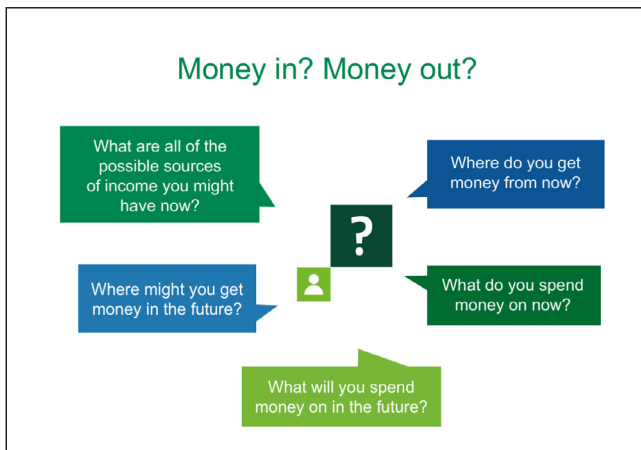 Money in? Money out?
What are all of the
possible sources
of income you might
have now?
Where do you get
money from now?
?
Where might you get
money in the future?
What do you spend
money on now?
What will you spend
money on in the future?